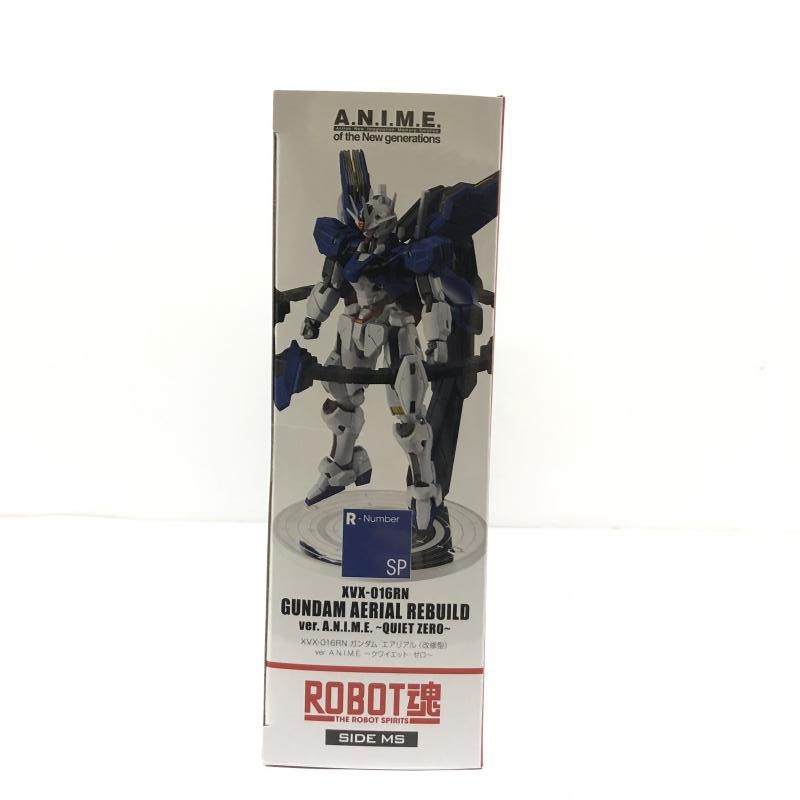 A.N.I.M.E.
Action New Imagination Memory Emotion
of the New generations
R - Number
SP
XVX-016RN
GUNDAM AERIAL REBUILD
ver. A.N.I.M.E. ~QUIET ZERO~
XVX-016RN ガンダム・エアリアル（改修型）
ver. A.N.I.M.E. ～クワイエット・ゼロ～
ROBOT魂
THE ROBOT SPIRITS
SIDE MS